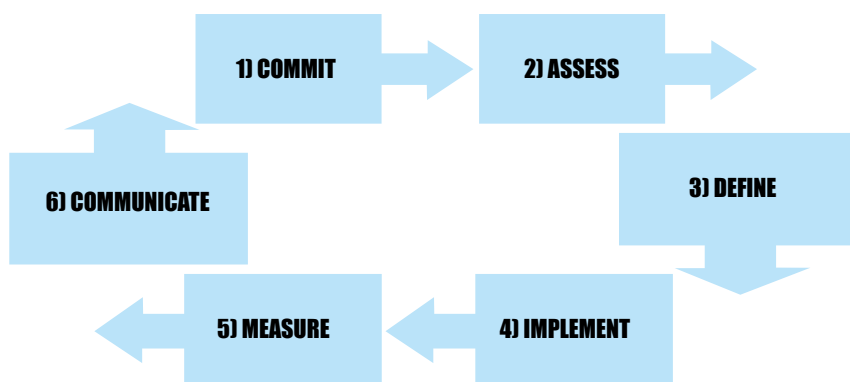 1) COMMIT
2) ASSESS
3) DEFINE
4) IMPLEMENT
5) MEASURE
6) COMMUNICATE